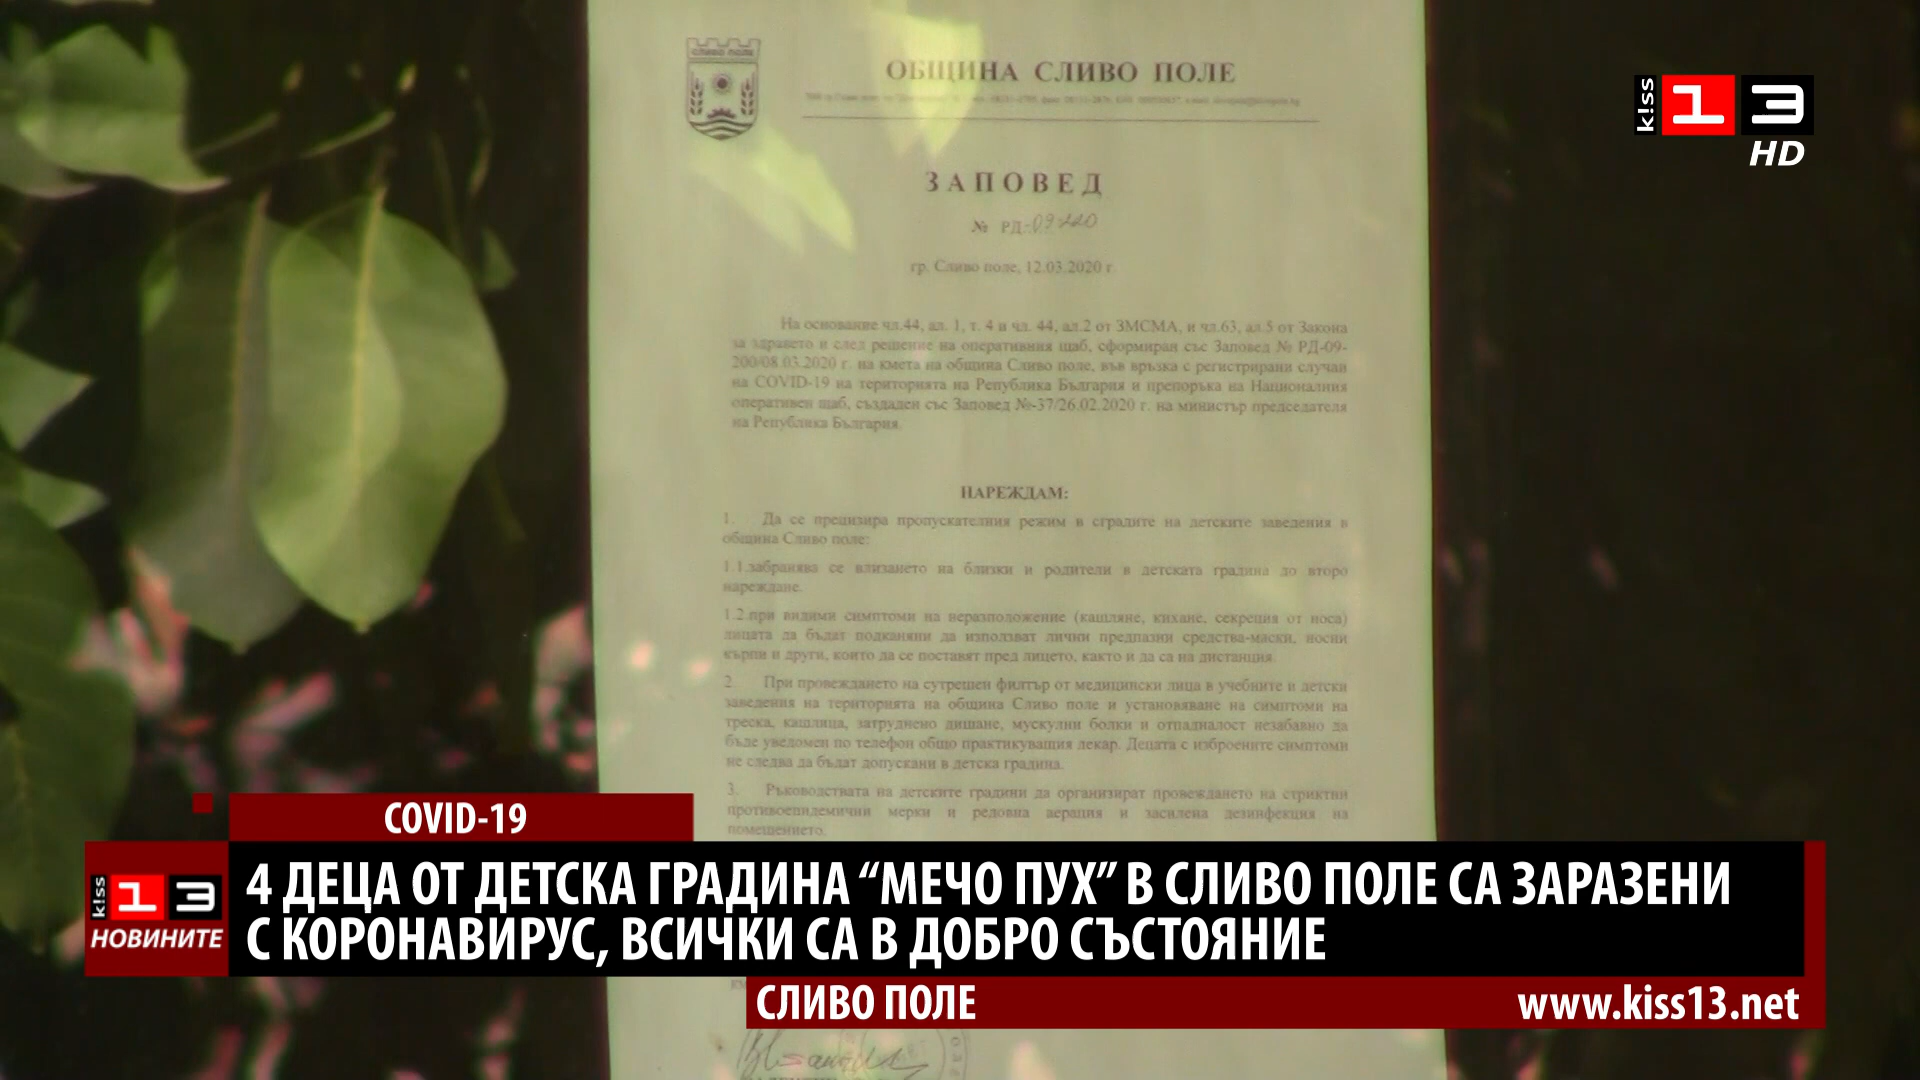 СЛИВО ПОЛЕ
ОБЩИНА СЛИВО ПОЛЕ
k!ss 13
HD
ЗАПОВЕД
№ РД-09-220
гр. Сливо поле, 12.03.2020 г.
На основание чл.44, ал. 1, т. 4 и чл. 44, ал.2 от ЗМСМА, и чл.63, ал.5 от Закона
за здравето и след решение на оперативния щаб, сформиран със Заповед № РД-09-
200/08.03.2020 г. на кмета на община Сливо поле, във връзка с регистрирани случаи
на COVID-19 на територията на Република България и препоръка на Националния
оперативен щаб, създаден със Заповед №-37/26.02.2020 г. на министър председателя
на Република България.
НАРЕЖДАМ:
1. Да се прецизира пропускателния режим в сградите на детските заведения в
община Сливо поле:
1.1.забранява се влизането на близки и родители в детската градина до второ
нареждане.
1.2.при видими симптоми на неразположение (кашляне, кихане, секреция от носа)
лицата да бъдат подканяни да използват лични предпазни средства-маски, носни
кърпи и други, които да се поставят пред лицето, както и да са на дистанция.
2. При провеждането на сутрешен филтър от медицински лица в учебните и детски
заведения на територията на община Сливо поле и установяване на симптоми на
треска, кашлица, затруднено дишане, мускулни болки и отпадналост незабавно да
бъде уведомен по телефон общо практикуващия лекар. Децата с изброените симптоми
не следва да бъдат допускани в детска градина.
3. Ръководствата на детските градини да организират провеждането на стриктни
противоепидемични мерки и редовна аерация и засилена дезинфекция на
помещението.
COVID-19
4 ДЕЦА ОТ ДЕТСКА ГРАДИНА “МЕЧО ПУХ” В СЛИВО ПОЛЕ СА ЗАРАЗЕНИ
С КОРОНАВИРУС, ВСИЧКИ СА В ДОБРО СЪСТОЯНИЕ
k!ss 13
НОВИНИТЕ
СЛИВО ПОЛЕ
www.kiss13.net